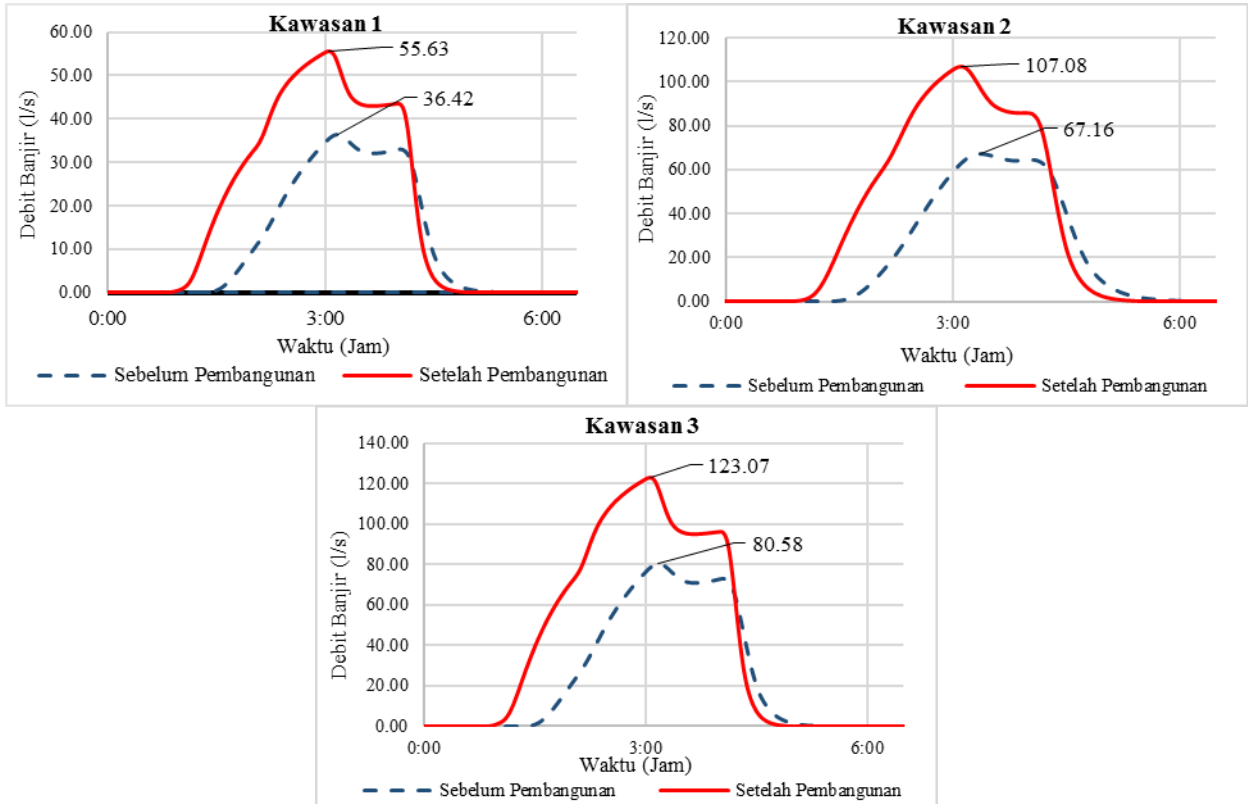 Kawasan 1
60.00
50.00
40.00
30.00
20.00
10.00
0.00
Debit Banjir (l/s)
55.63
36.42
0:00 3:00 6:00
Waktu (Jam)
Sebelum Pembangunan Setelah Pembangunan
Kawasan 2
120.00
100.00
80.00
60.00
40.00
20.00
0.00
Debit Banjir (l/s)
107.08
67.16
0:00 3:00 6:00
Waktu (Jam)
Sebelum Pembangunan Setelah Pembangunan
Kawasan 3
140.00
120.00
100.00
80.00
60.00
40.00
20.00
0.00
Debit Banjir (l/s)
123.07
80.58
0:00 3:00 6:00
Waktu (Jam)
Sebelum Pembangunan Setelah Pembangunan